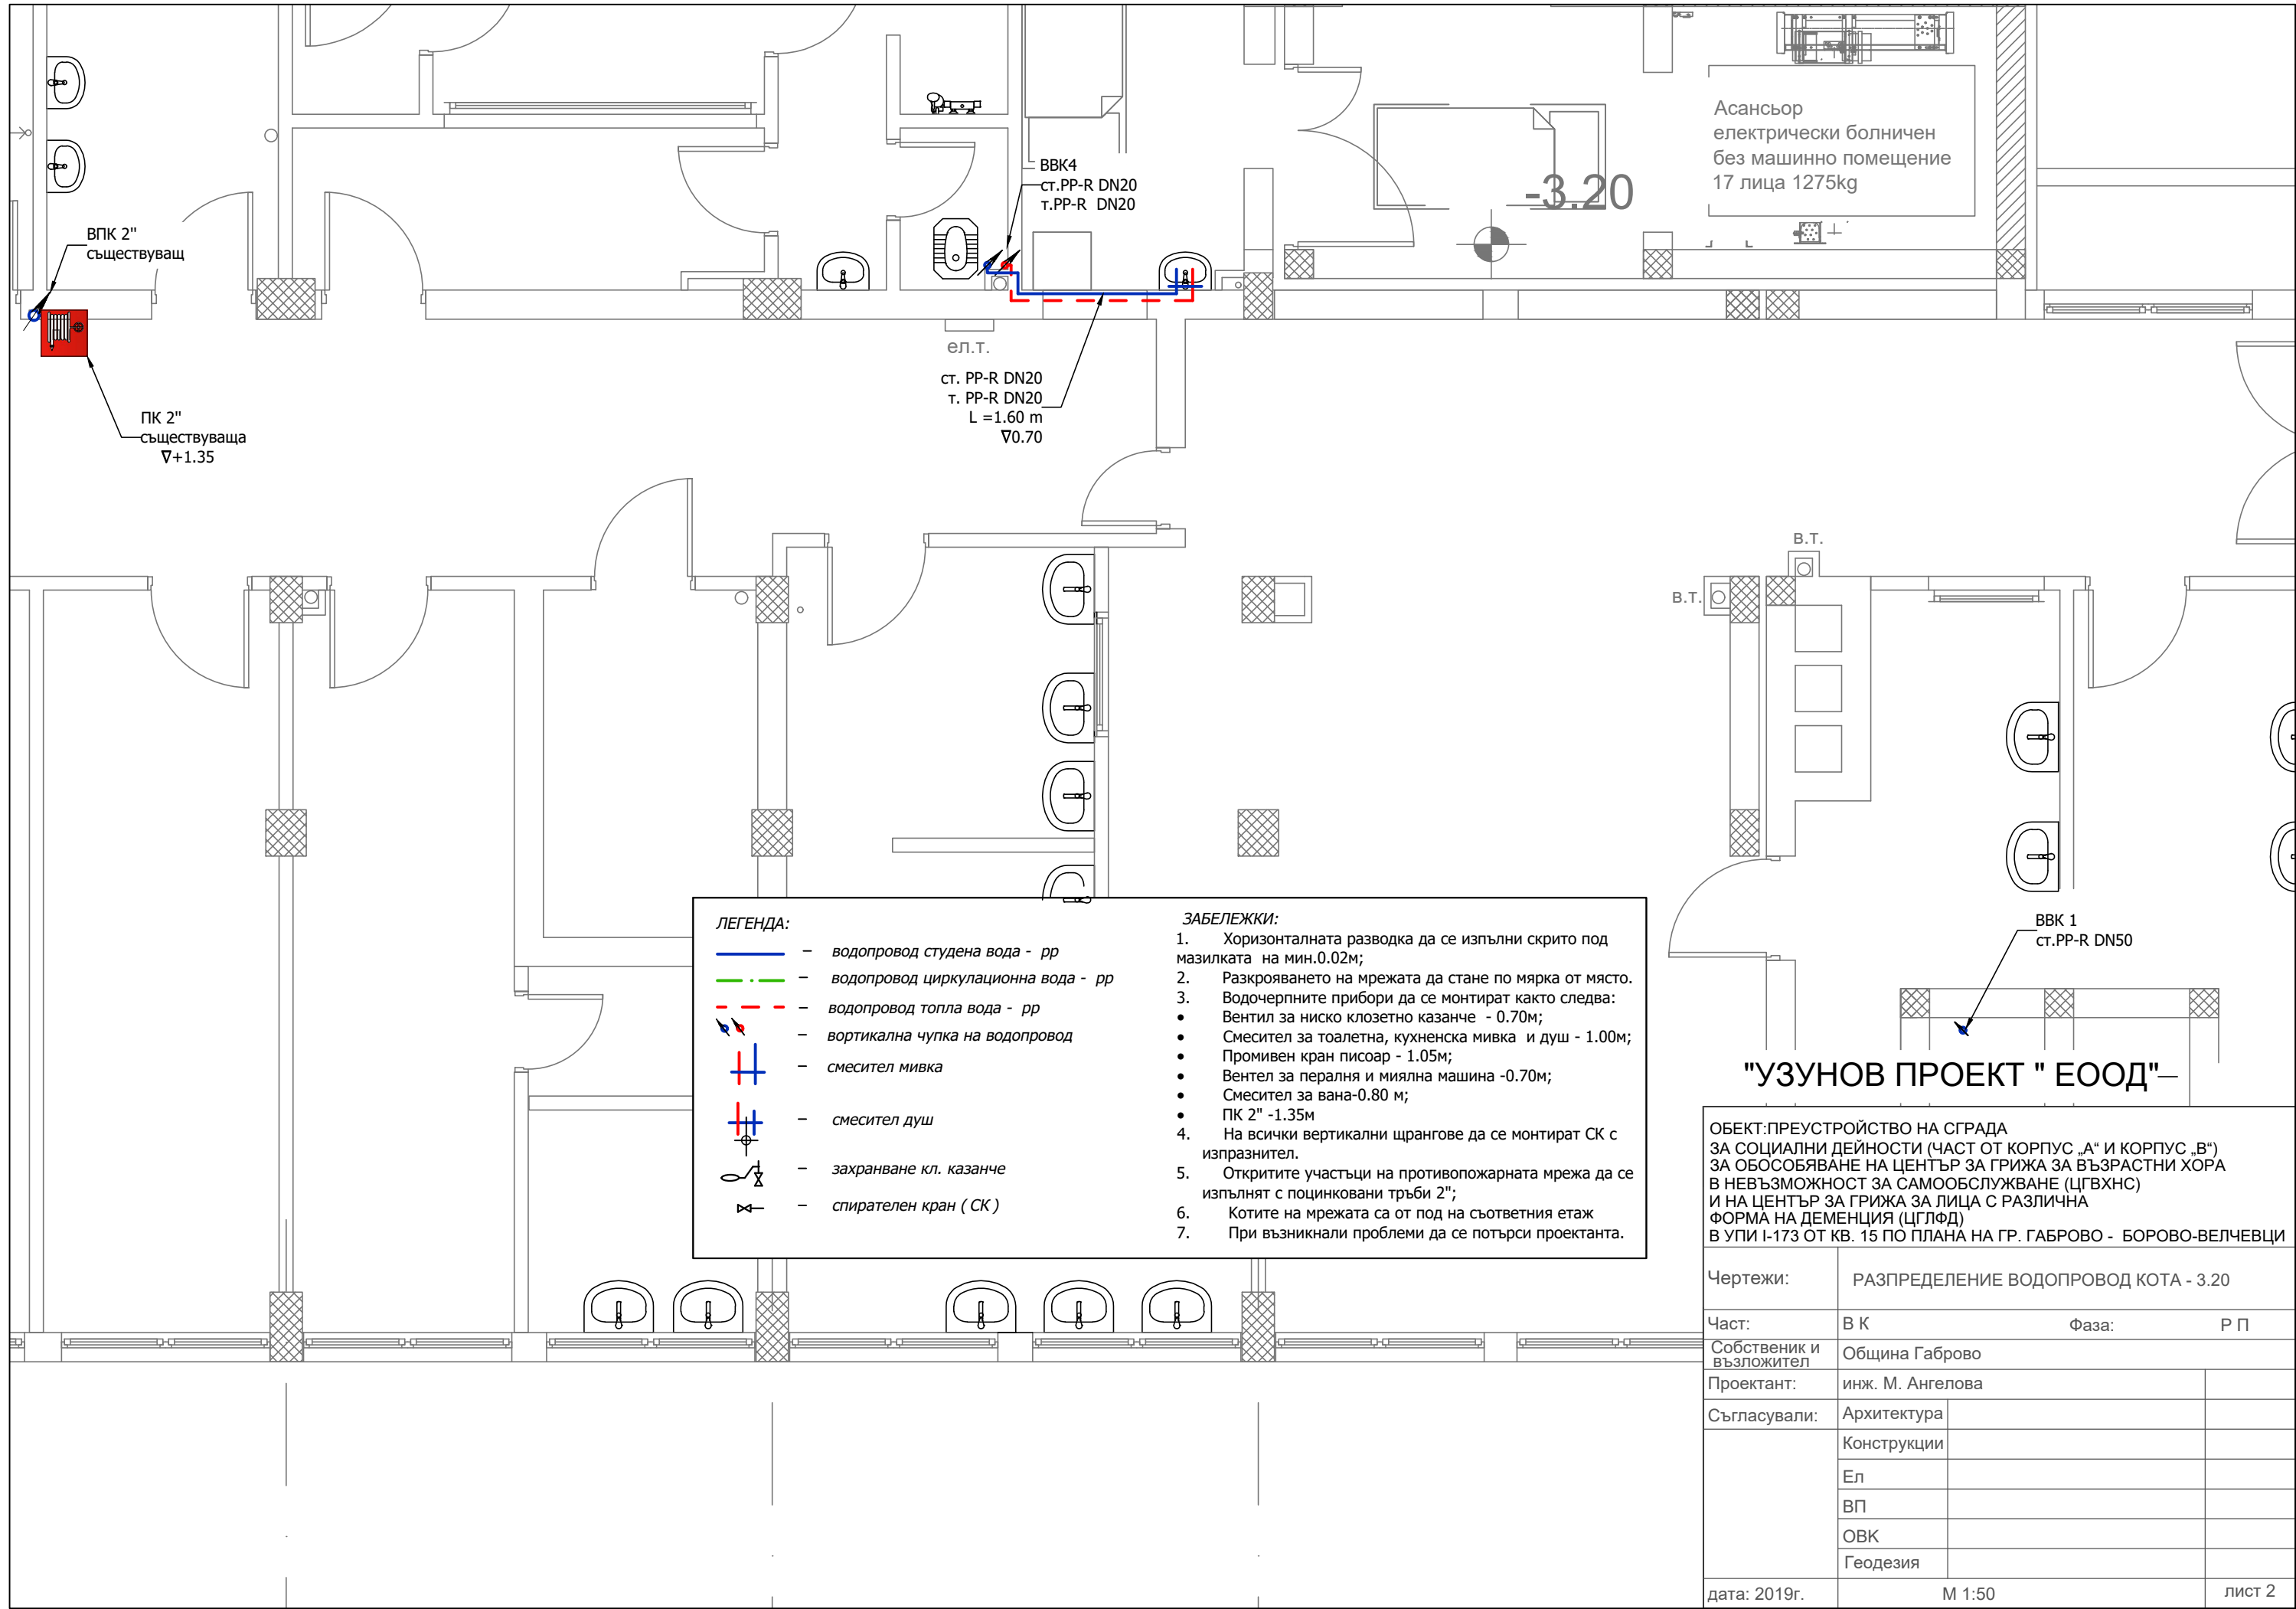 Асансьор
електрически болничен
без машинно помещение
17 лица 1275kg
-3.20
ВВК4
ст.PP-R DN20
т.PP-R DN20
ВПК 2"
съществуващ
ПК 2"
съществуваща
∇+1.35
ел.т.
ст. PP-R DN20
т. PP-R DN20
L =1.60 m
∇0.70
в.т.
в.т.
ВВК 1
ст.PP-R DN50
ЛЕГЕНДА:
– водопровод студена вода - pp
– водопровод циркулационна вода - pp
– водопровод топла вода - pp
– вортикална чупка на водопровод
– смесител мивка
– смесител душ
– захранване кл. казанче
– спирателен кран ( СК )
ЗАБЕЛЕЖКИ:
1. Хоризонталната разводка да се изпълни скрито под
мазилката на мин.0.02м;
2. Разкрояването на мрежата да стане по мярка от място.
3. Водочерпните прибори да се монтират както следва:
• Вентил за ниско клозетно казанче - 0.70м;
• Смесител за тоалетна, кухненска мивка и душ - 1.00м;
• Промивен кран писоар - 1.05м;
• Вентел за пералня и миялна машина -0.70м;
• Смесител за вана-0.80 м;
• ПК 2" -1.35м
4. На всички вертикални щрангове да се монтират СК с
изпразнител.
5. Откритите участъци на противопожарната мрежа да се
изпълнят с поцинковани тръби 2";
6. Котите на мрежата са от под на съответния етаж
7. При възникнали проблеми да се потърси проектанта.
"УЗУНОВ ПРОЕКТ " ЕООД"
ОБЕКТ:ПРЕУСТРОЙСТВО НА СГРАДА
ЗА СОЦИАЛНИ ДЕЙНОСТИ (ЧАСТ ОТ КОРПУС „А“ И КОРПУС „В“)
ЗА ОБОСОБЯВАНЕ НА ЦЕНТЪР ЗА ГРИЖА ЗА ВЪЗРАСТНИ ХОРА
В НЕВЪЗМОЖНОСТ ЗА САМООБСЛУЖВАНЕ (ЦГВХНС)
И НА ЦЕНТЪР ЗА ГРИЖА ЗА ЛИЦА С РАЗЛИЧНА
ФОРМА НА ДЕМЕНЦИЯ (ЦГЛФД)
В УПИ I-173 ОТ КВ. 15 ПО ПЛАНА НА ГР. ГАБРОВО - БОРОВО-ВЕЛЧЕВЦИ
Чертежи: РАЗПРЕДЕЛЕНИЕ ВОДОПРОВОД КОТА - 3.20
Част: В К Фаза: Р П
Собственик и
възложител Община Габрово
Проектант: инж. М. Ангелова
Съгласували: Архитектура
Конструкции
Ел
ВП
ОВК
Геодезия
дата: 2019г. М 1:50 лист 2